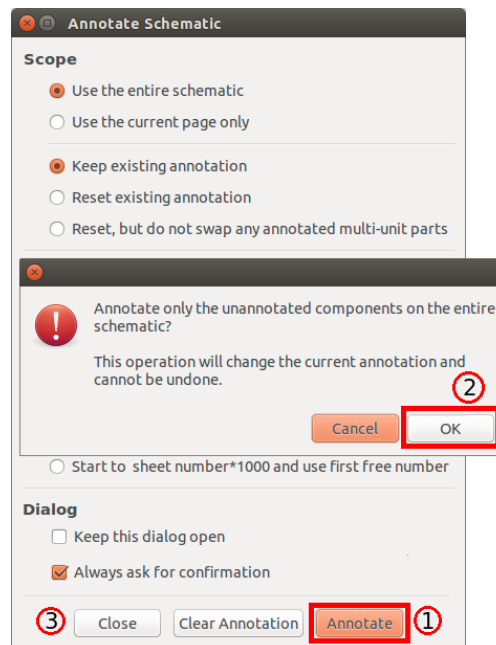 Annotate Schematic
Scope
Use the entire schematic
Use the current page only
Keep existing annotation
Reset existing annotation
Reset, but do not swap any annotated multi-unit parts
Annotate only the unannotated components on the entire
schematic?
This operation will change the current annotation and
cannot be undone.
2
Cancel OK
Start to sheet number*1000 and use first free number
Dialog
Keep this dialog open
Always ask for confirmation
3 Close Clear Annotation Annotate 1